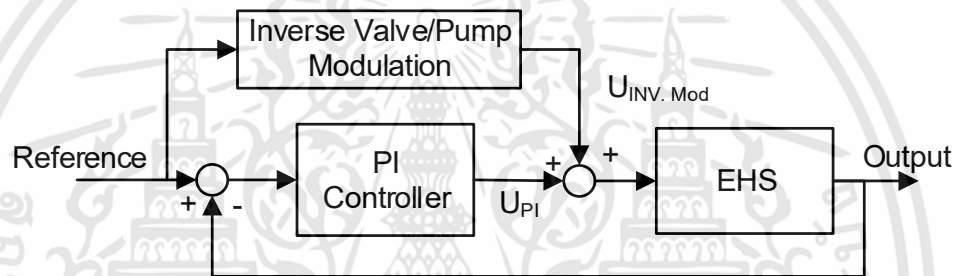 Inverse Valve/Pump
Modulation
U_INV. Mod
Reference
PI
Controller
U_PI
EHS
Output
+
-
+
+